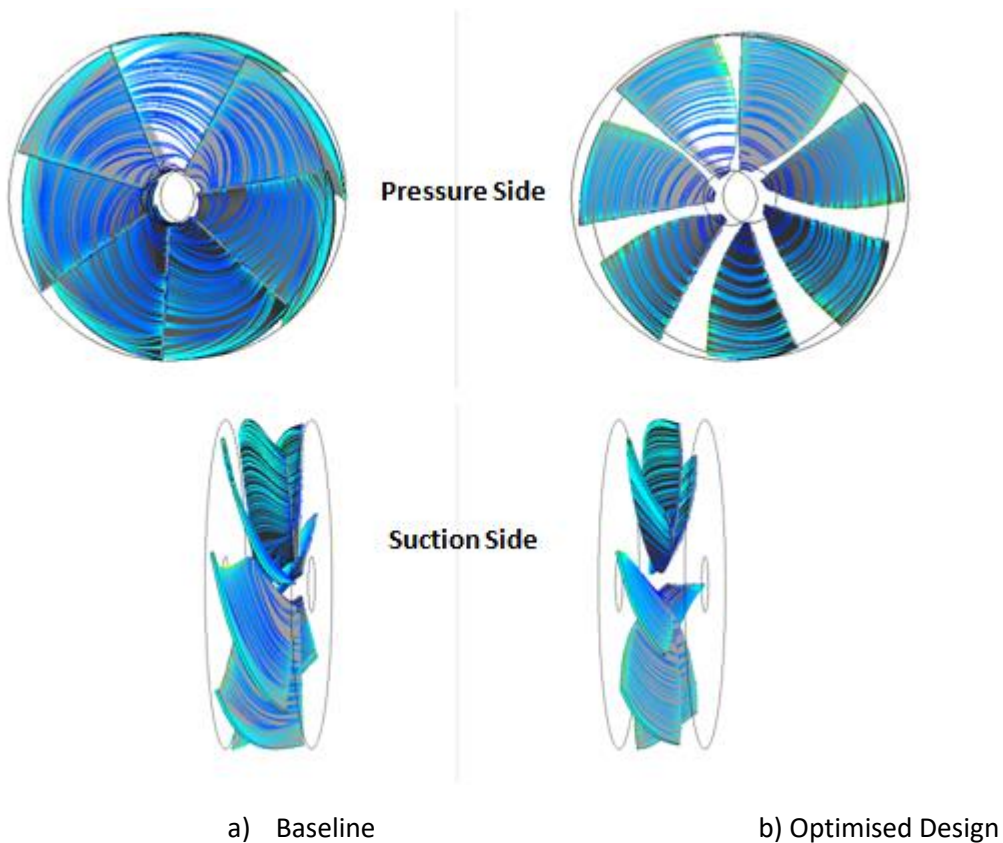 Pressure Side
Suction Side
a) Baseline
b) Optimised Design